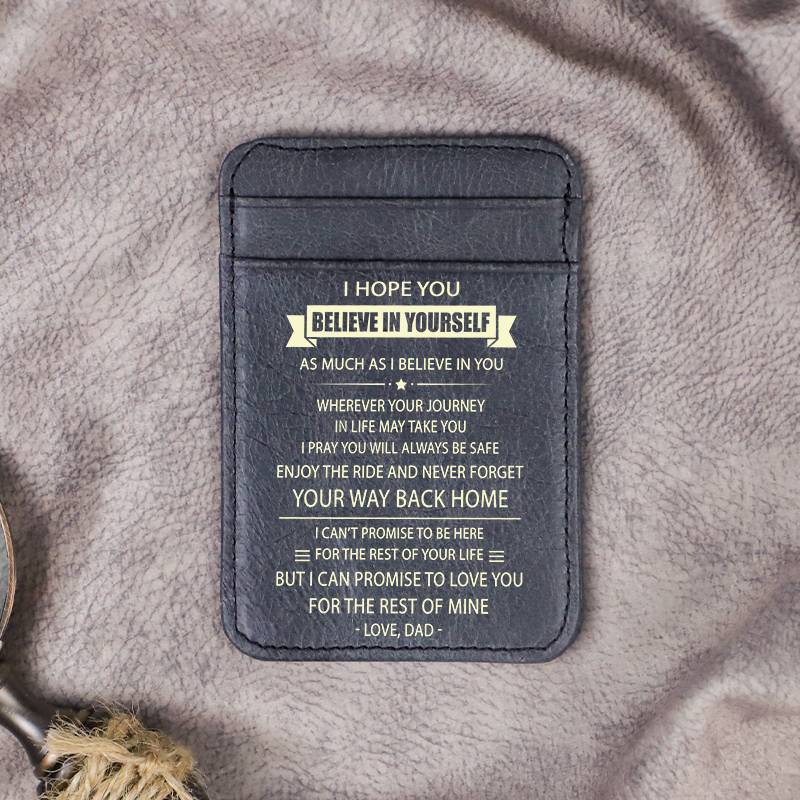 I HOPE YOU
BELIEVE IN YOURSELF
AS MUCH AS I BELIEVE IN YOU
WHEREVER YOUR JOURNEY
IN LIFE MAY TAKE YOU
I PRAY YOU WILL ALWAYS BE SAFE
ENJOY THE RIDE AND NEVER FORGET
YOUR WAY BACK HOME
I CAN'T PROMISE TO BE HERE
FOR THE REST OF YOUR LIFE
BUT I CAN PROMISE TO LOVE YOU
FOR THE REST OF MINE
- LOVE, DAD -